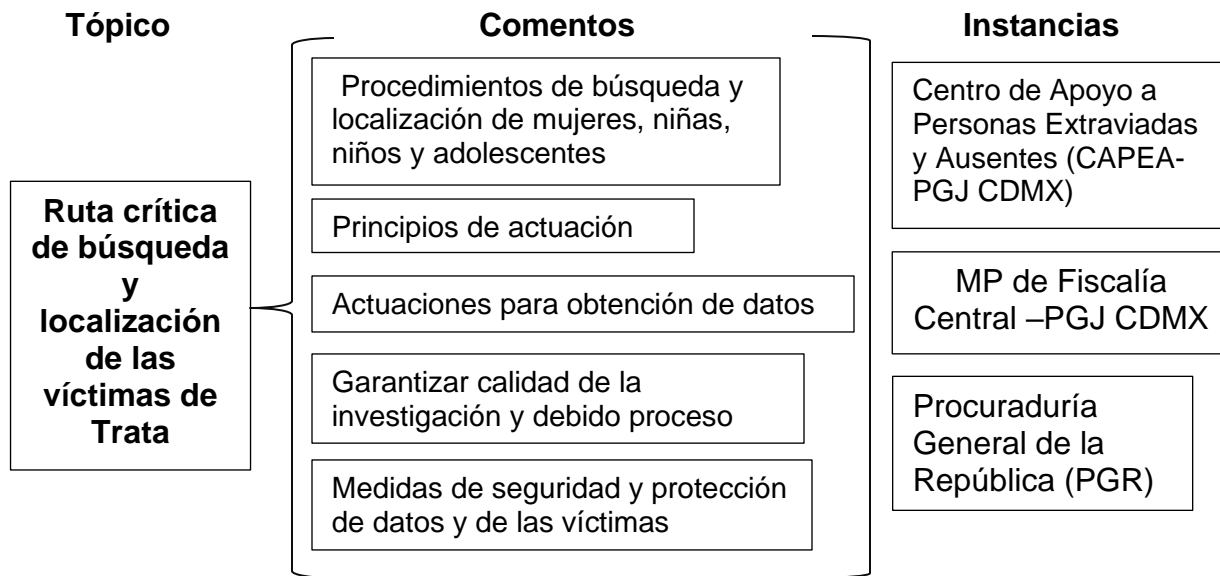 Tópico
Comentos
Instancias
Ruta crítica
de búsqueda
y
localización
de las
víctimas de
Trata
Procedimientos de búsqueda y
localización de mujeres, niñas,
niños y adolescentes
Principios de actuación
Actuaciones para obtención de datos
Garantizar calidad de la
investigación y debido proceso
Medidas de seguridad y protección
de datos y de las víctimas
Centro de Apoyo a
Personas Extraviadas
y Ausentes (CAPEA-
PGJ CDMX)
MP de Fiscalía
Central –PGJ CDMX
Procuraduría
General de la
República (PGR)